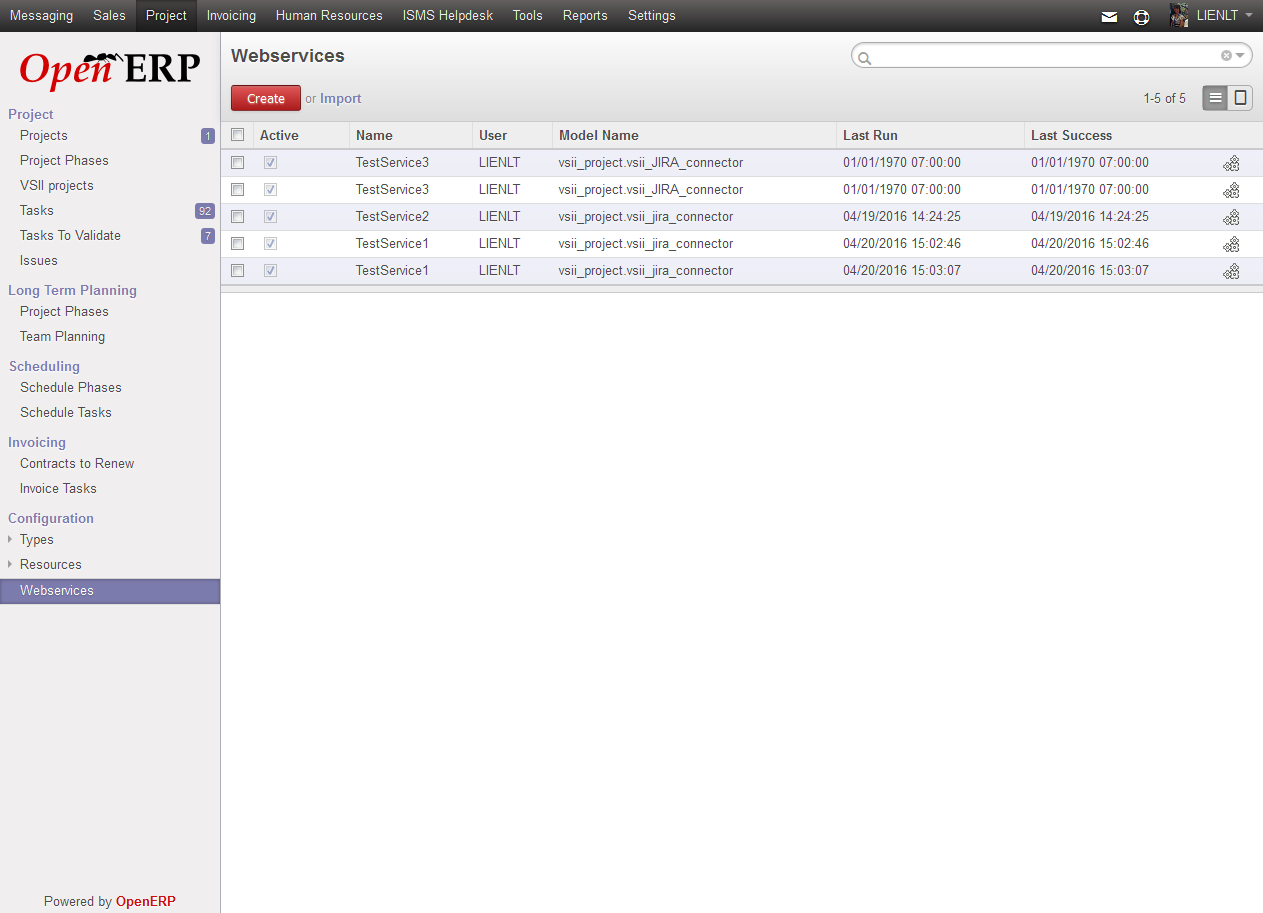 Messaging Sales Project Invoicing Human Resources ISMS Helpdesk Tools Reports Settings LIENLT
Open ERP
Webservices
Create or Import 1-5 of 5
Active Name User Model Name Last Run Last Success
TestService3 LIENLT vsii_project.vsii_JIRA_connector 01/01/1970 07:00:00 01/01/1970 07:00:00
TestService3 LIENLT vsii_project.vsii_JIRA_connector 01/01/1970 07:00:00 01/01/1970 07:00:00
TestService2 LIENLT vsii_project.vsii_jira_connector 04/19/2016 14:24:25 04/19/2016 14:24:25
TestService1 LIENLT vsii_project.vsii_jira_connector 04/20/2016 15:02:46 04/20/2016 15:02:46
TestService1 LIENLT vsii_project.vsii_jira_connector 04/20/2016 15:03:07 04/20/2016 15:03:07
Project
Projects 1
Project Phases
VSII projects
Tasks 92
Tasks To Validate 7
Issues
Long Term Planning
Project Phases
Team Planning
Scheduling
Schedule Phases
Schedule Tasks
Invoicing
Contracts to Renew
Invoice Tasks
Configuration
Types
Resources
Webservices
Powered by OpenERP